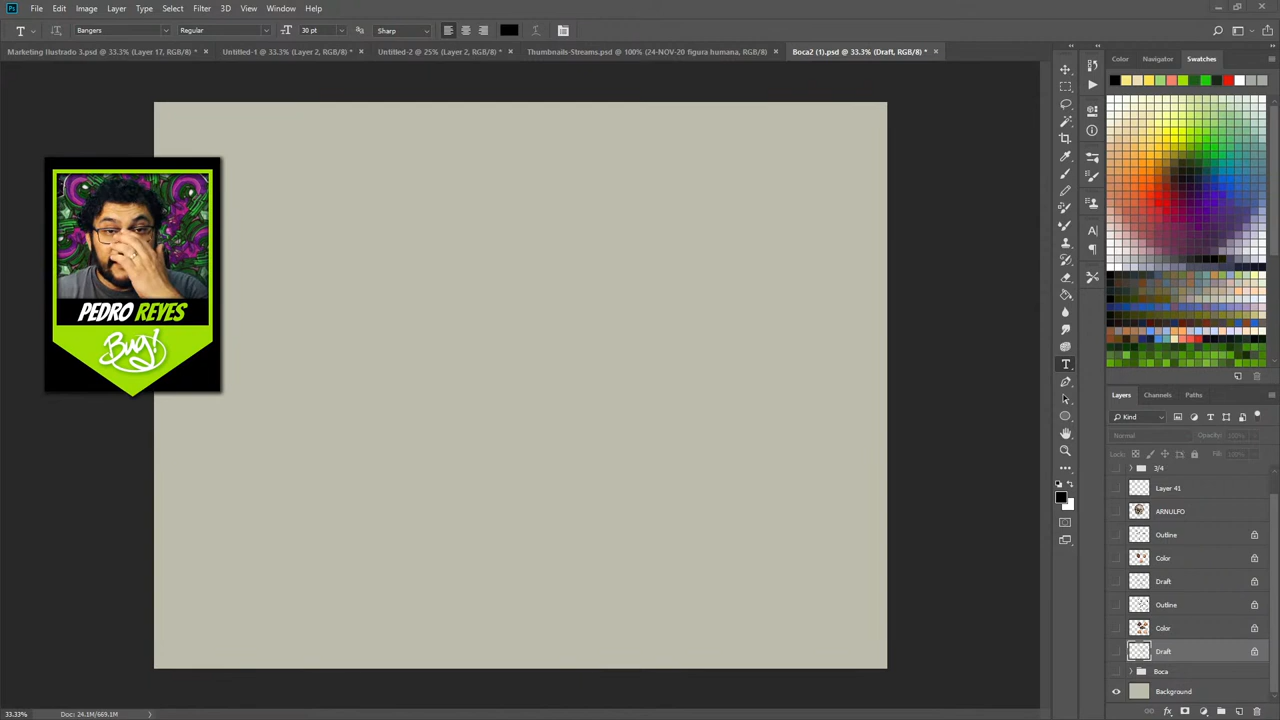 Ps File Edit Image Layer Type Select Filter 3D View Window Help
T Bangers Regular 30 pt Sharp
Marketing Ilustrado 3.psd @ 33.3% (Layer 17, RGB/8) * × Untitled-1 @ 33.3% (Layer 2, RGB/8) * × Untitled-2 @ 25% (Layer 2, RGB/8) * × Thumbnails-Streams.psd @ 100% (24-NOV-20 figura humana, RGB/8) × Boca2 (1).psd @ 33.3% (Draft, RGB/8) * ×
Color Navigator Swatches
PEDRO REYES
Bug!
Layers Channels Paths
Kind
Normal Opacity: 100%
Lock: Fill: 100%
3/4
Layer 41
ARNULFO
Outline
Color
Draft
Outline
Color
Draft
Boca
Background
33.33% Doc: 24.1M/669.1M